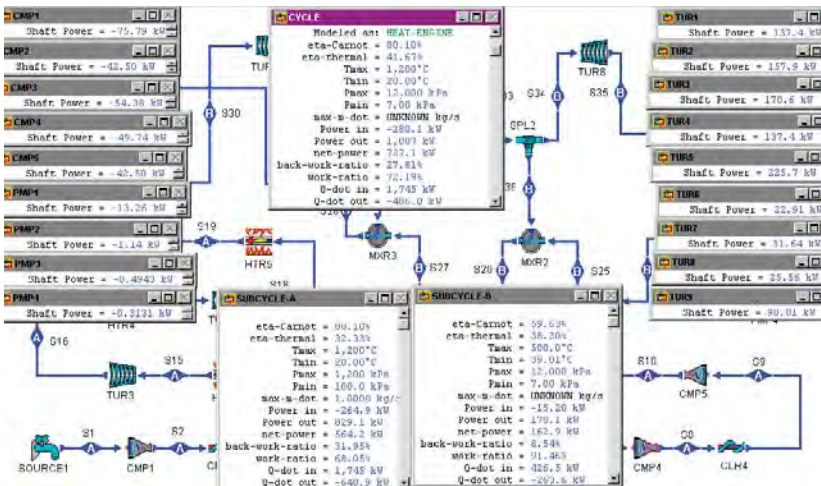 CMP1
Shaft Power = -75.79 kW
CMP2
Shaft Power = -42.50 kW
CMP3
Shaft Power = -54.38 kW
CMP4
Shaft Power = -49.74 kW
CMP5
Shaft Power = -42.50 kW
PMP1
Shaft Power = -13.26 kW
PMP2
Shaft Power = -1.14 kW
PMP3
Shaft Power = -0.4943 kW
PMP4
Shaft Power = -0.3131 kW
CYCLE
Modeled as: HEAT-ENGINE
eta-Carnot = 80.10%
eta-thermal = 41.67%
Tmax = 1,200°C
Tmin = 20.00°C
Pmax = 12,000 kPa
Pmin = 7.00 kPa
max-m-dot = UNKNOWN kg/s
Power in = -280.1 kW
Power out = 1,007 kW
net-power = 727.1 kW
back-work-ratio = 27.81%
work-ratio = 72.19%
Q-dot in = 1,745 kW
Q-dot out = -406.0 kW
TUR1
Shaft Power = 137.4 kW
TUR2
Shaft Power = 157.9 kW
TUR3
Shaft Power = 170.6 kW
TUR4
Shaft Power = 137.4 kW
TUR5
Shaft Power = 225.7 kW
TUR6
Shaft Power = 22.91 kW
TUR7
Shaft Power = 31.64 kW
TUR8
Shaft Power = 25.56 kW
TUR9
Shaft Power = 98.01 kW
S30
B
S34
B
TUR8
S35
B
SPL2
B
S19
A
HTR5
MXR3
S27
B
MXR2
S20
B
S25
B
SUBCYCLE-A
eta-Carnot = 80.10%
eta-thermal = 32.33%
Tmax = 1,200°C
Tmin = 20.00°C
Pmax = 1,200 kPa
Pmin = 100.0 kPa
max-m-dot = 1.0000 kg/s
Power in = -264.9 kW
Power out = 829.1 kW
net-power = 564.2 kW
back-work-ratio = 31.95%
work-ratio = 68.05%
Q-dot in = 1,745 kW
Q-dot out = -640.9 kW
SUBCYCLE-B
eta-Carnot = 59.63%
eta-thermal = 38.20%
Tmax = 500.0°C
Tmin = 39.01°C
Pmax = 12,000 kPa
Pmin = 7.00 kPa
max-m-dot = UNKNOWN kg/s
Power in = -15.20 kW
Power out = 178.1 kW
net-power = 162.9 kW
back-work-ratio = 8.54%
work-ratio = 91.46%
Q-dot in = 426.5 kW
Q-dot out = -263.6 kW
HTR4
S16
A
TUR3
S15
A
SOURCE1
S1
A
CMP1
S2
A
S10
A
CMP5
S9
A
CMP4
S8
A
CLR4